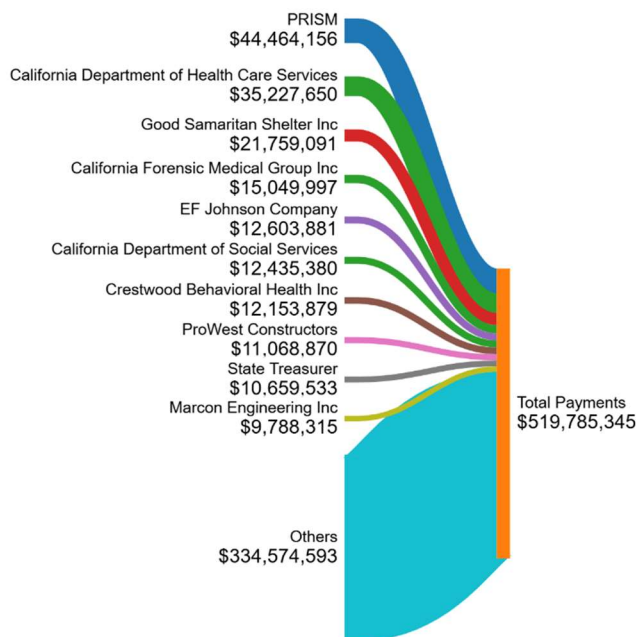 PRISM
$44,464,156
California Department of Health Care Services
$35,227,650
Good Samaritan Shelter Inc
$21,759,091
California Forensic Medical Group Inc
$15,049,997
EF Johnson Company
$12,603,881
California Department of Social Services
$12,435,380
Crestwood Behavioral Health Inc
$12,153,879
ProWest Constructors
$11,068,870
State Treasurer
$10,659,533
Marcon Engineering Inc
$9,788,315
Total Payments
$519,785,345
Others
$334,574,593